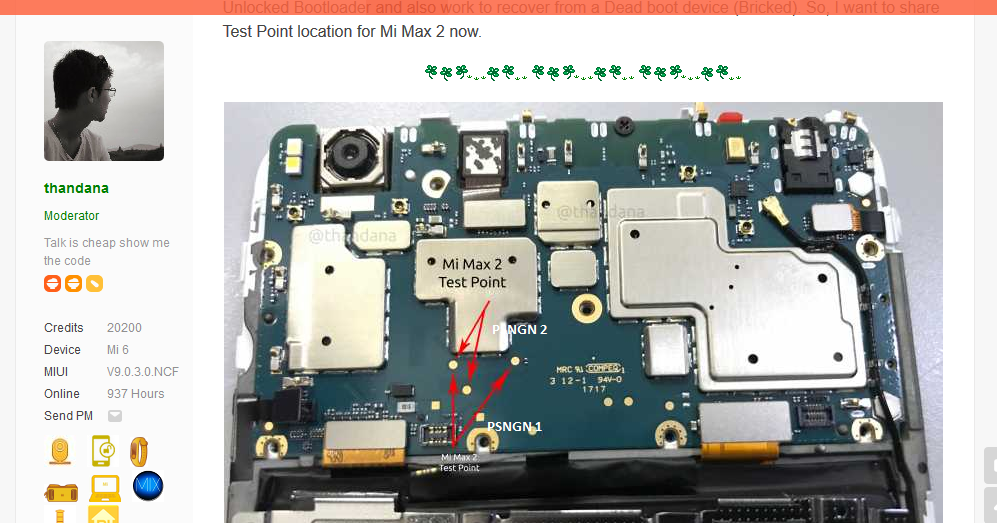 Unlocked Bootloader and also work to recover from a Dead boot device (Bricked). So, I want to share
Test Point location for Mi Max 2 now.
thandana
Moderator
Talk is cheap show me
the code
Credits 20200
Device Mi 6
MIUI V9.0.3.0.NCF
Online 937 Hours
Send PM
MIX
@thandana
@thandana
Mi Max 2
Test Point
PSNGN 2
MRC
COMPEQ
3 12-1 94V-0
1717
PSNGN 1
Mi Max 2
Test Point